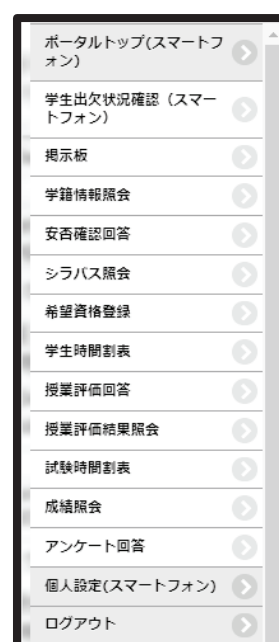 ポータルトップ(スマートフ
ォン)
学生出欠状況確認（スマー
トフォン）
掲示板
学籍情報照会
安否確認回答
シラバス照会
希望資格登録
学生時間割表
授業評価回答
授業評価結果照会
試験時間割表
成績照会
アンケート回答
個人設定(スマートフォン)
ログアウト